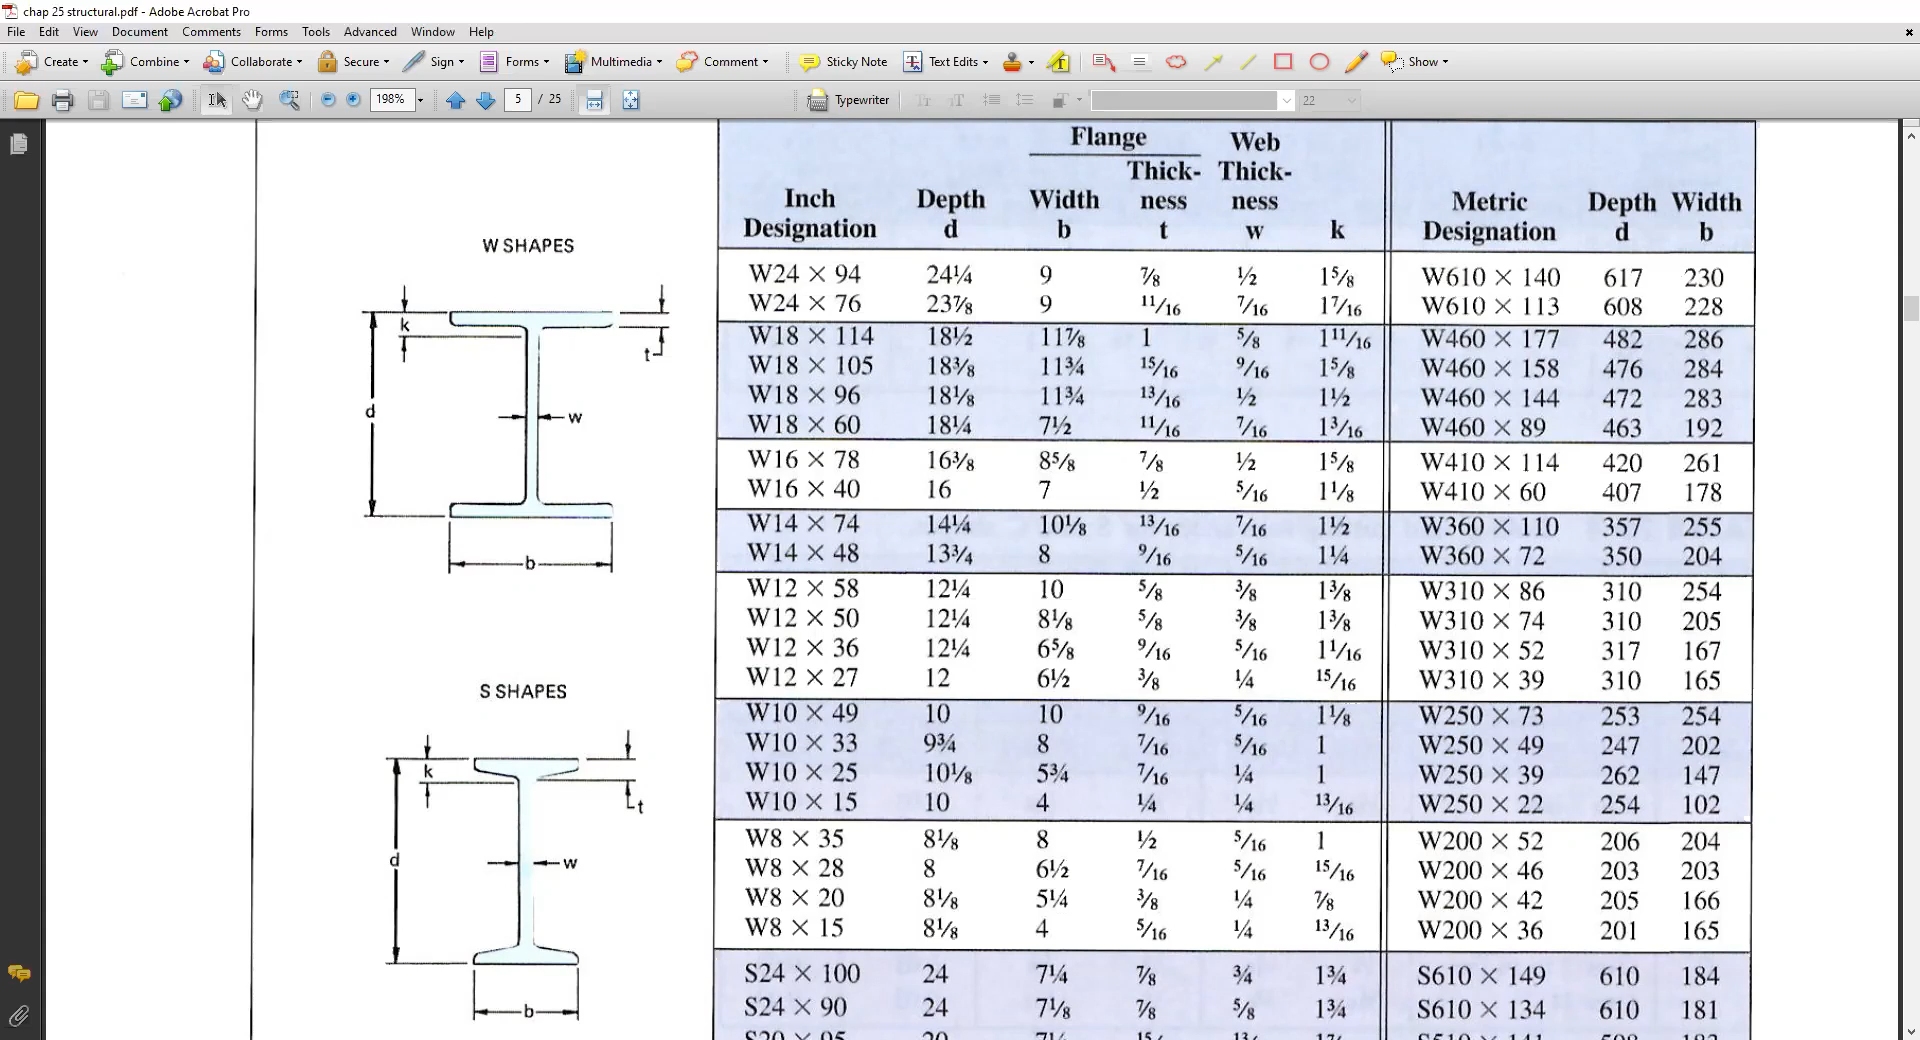 chap 25 structural.pdf - Adobe Acrobat Pro
File Edit View Document Comments Forms Tools Advanced Window Help
Create Combine Collaborate Secure Sign Forms Multimedia Comment Sticky Note Text Edits Show
198% 5 / 25 Typewriter 22
Flange Web
Thick- Thick-
Inch Depth Width ness ness Metric Depth Width
Designation d b t w k Designation d b
W SHAPES
k
t
d
w
b
W24 × 94 24¼ 9 ⅞ ½ 1⅝ W610 × 140 617 230
W24 × 76 23⅞ 9 11/16 7/16 1 7/16 W610 × 113 608 228
W18 × 114 18½ 11⅞ 1 ⅝ 1 11/16 W460 × 177 482 286
W18 × 105 18⅜ 11¾ 15/16 9/16 1⅝ W460 × 158 476 284
W18 × 96 18⅛ 11¾ 13/16 ½ 1½ W460 × 144 472 283
W18 × 60 18¼ 7½ 11/16 7/16 1 3/16 W460 × 89 463 192
W16 × 78 16⅜ 8⅝ ⅞ ½ 1⅝ W410 × 114 420 261
W16 × 40 16 7 ½ 5/16 1⅛ W410 × 60 407 178
W14 × 74 14¼ 10⅛ 13/16 7/16 1½ W360 × 110 357 255
W14 × 48 13¾ 8 9/16 5/16 1¼ W360 × 72 350 204
W12 × 58 12¼ 10 ⅝ ⅜ 1⅜ W310 × 86 310 254
W12 × 50 12¼ 8⅛ ⅝ ⅜ 1⅜ W310 × 74 310 205
W12 × 36 12¼ 6⅝ 9/16 5/16 1 1/16 W310 × 52 317 167
W12 × 27 12 6½ ⅜ ¼ 15/16 W310 × 39 310 165
S SHAPES
k
t
d
w
b
W10 × 49 10 10 9/16 5/16 1⅛ W250 × 73 253 254
W10 × 33 9¾ 8 7/16 5/16 1 W250 × 49 247 202
W10 × 25 10⅛ 5¾ 7/16 ¼ 1 W250 × 39 262 147
W10 × 15 10 4 ¼ ¼ 13/16 W250 × 22 254 102
W8 × 35 8⅛ 8 ½ 5/16 1 W200 × 52 206 204
W8 × 28 8 6½ 7/16 5/16 15/16 W200 × 46 203 203
W8 × 20 8⅛ 5¼ ⅜ ¼ ⅞ W200 × 42 205 166
W8 × 15 8⅛ 4 5/16 ¼ 13/16 W200 × 36 201 165
S24 × 100 24 7¼ ⅞ ¾ 1¾ S610 × 149 610 184
S24 × 90 24 7⅛ ⅞ ⅝ 1¾ S610 × 134 610 181